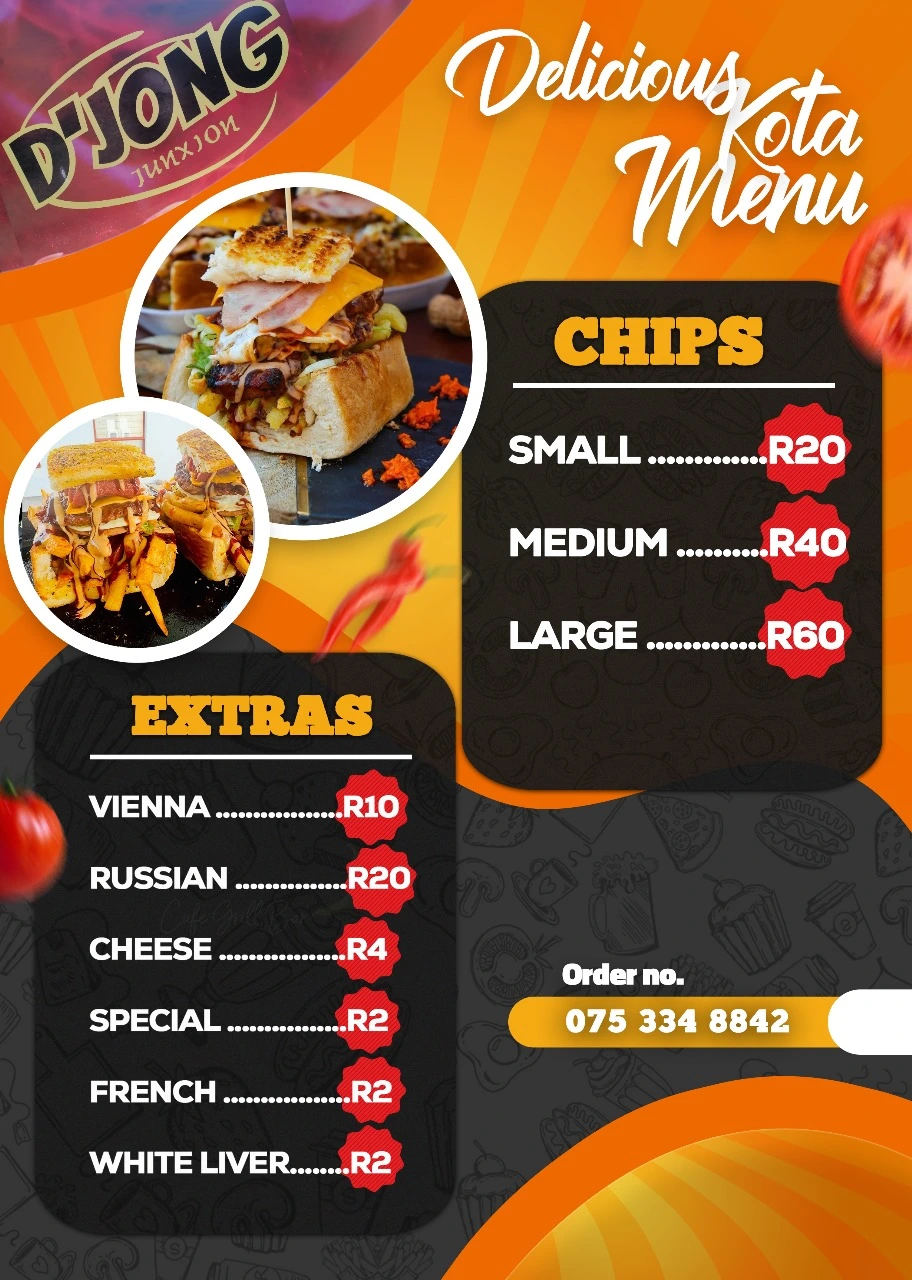 D'JONG
JUNXION
Delicious
Kota
Menu
CHIPS
SMALL .............R20
MEDIUM ..........R40
LARGE .............R60
EXTRAS
VIENNA .................R10
RUSSIAN ...............R20
CHEESE .................R4
SPECIAL ................R2
FRENCH ................R2
WHITE LIVER........R2
Order no.
075 334 8842